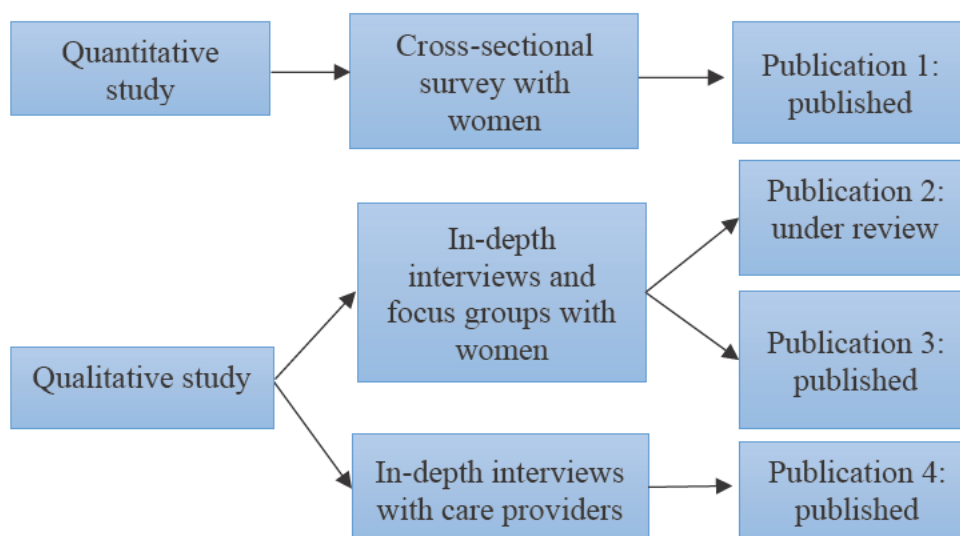 Quantitative
study
Cross-sectional
survey with
women
Publication 1:
published
Qualitative study
In-depth
interviews and
focus groups with
women
Publication 2:
under review
Publication 3:
published
In-depth interviews
with care providers
Publication 4:
published